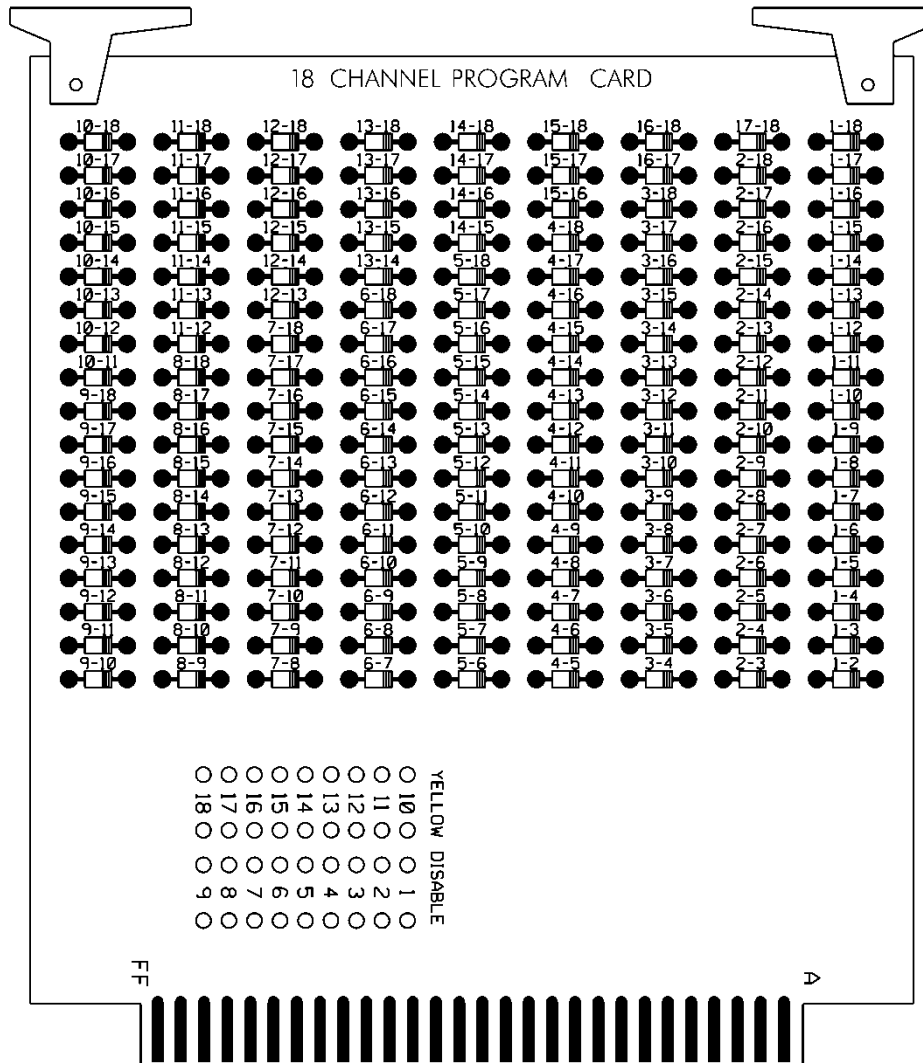 18 CHANNEL PROGRAM CARD
10-18 11-18 12-18 13-18 14-18 15-18 16-18 17-18 1-18
10-17 11-17 12-17 13-17 14-17 15-17 16-17 2-18 1-17
10-16 11-16 12-16 13-16 14-16 15-16 3-18 2-17 1-16
10-15 11-15 12-15 13-15 14-15 4-18 3-17 2-16 1-15
10-14 11-14 12-14 13-14 5-18 4-17 3-16 2-15 1-14
10-13 11-13 12-13 6-18 5-17 4-16 3-15 2-14 1-13
10-12 11-12 7-18 6-17 5-16 4-15 3-14 2-13 1-12
10-11 8-18 7-17 6-16 5-15 4-14 3-13 2-12 1-11
9-18 8-17 7-16 6-15 5-14 4-13 3-12 2-11 1-10
9-17 8-16 7-15 6-14 5-13 4-12 3-11 2-10 1-9
9-16 8-15 7-14 6-13 5-12 4-11 3-10 2-9 1-8
9-15 8-14 7-13 6-12 5-11 4-10 3-9 2-8 1-7
9-14 8-13 7-12 6-11 5-10 4-9 3-8 2-7 1-6
9-13 8-12 7-11 6-10 5-9 4-8 3-7 2-6 1-5
9-12 8-11 7-10 6-9 5-8 4-7 3-6 2-5 1-4
9-11 8-10 7-9 6-8 5-7 4-6 3-5 2-4 1-3
9-10 8-9 7-8 6-7 5-6 4-5 3-4 2-3 1-2
YELLOW DISABLE
10 1
11 2
12 3
13 4
14 5
15 6
16 7
17 8
18 9
FF
A